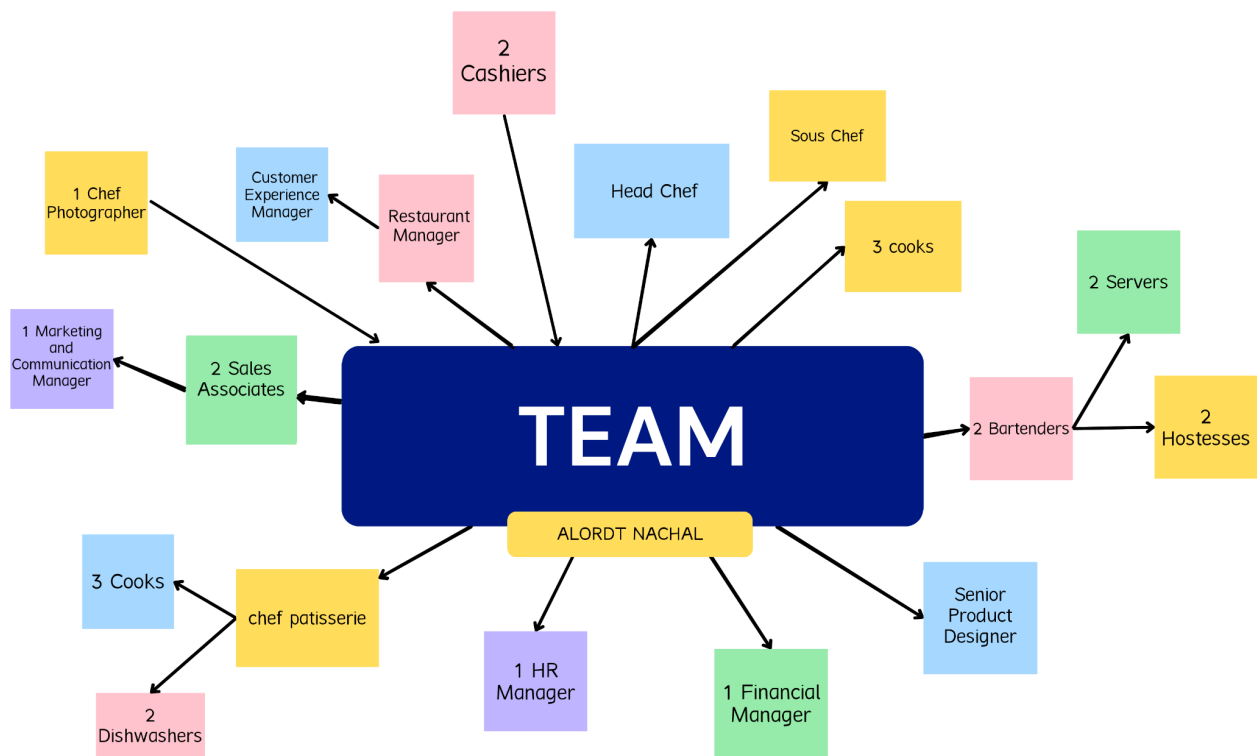 2
Cashiers
Sous Chef
Head Chef
1 Chef
Photographer
Customer
Experience
Manager
Restaurant
Manager
3 cooks
2 Servers
1 Marketing
and
Communication
Manager
2 Sales
Associates
TEAM
2 Bartenders
2
Hostesses
ALORDT NACHAL
3 Cooks
chef patisserie
Senior
Product
Designer
1 HR
Manager
1 Financial
Manager
2
Dishwashers